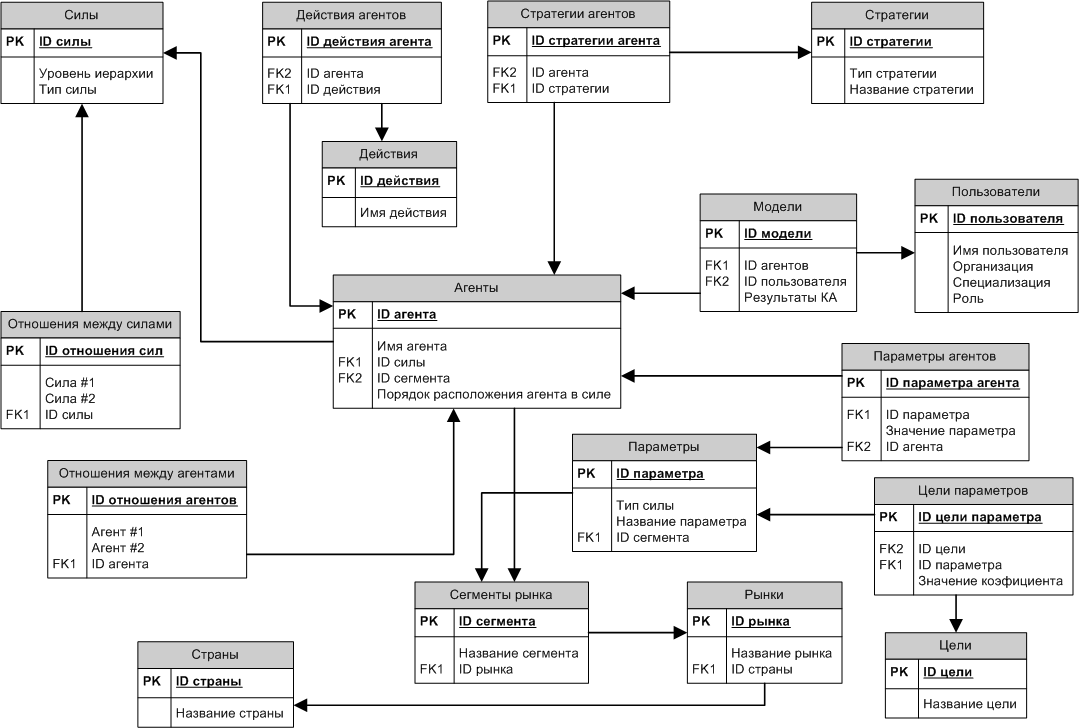 Силы
PK ID силы
Уровень иерархии
Тип силы
Действия агентов
PK ID действия агента
FK2 ID агента
FK1 ID действия
Стратегии агентов
PK ID стратегии агента
FK2 ID агента
FK1 ID стратегии
Стратегии
PK ID стратегии
Тип стратегии
Название стратегии
Действия
PK ID действия
Имя действия
Модели
PK ID модели
FK1 ID агентов
FK2 ID пользователя
Результаты КА
Пользователи
PK ID пользователя
Имя пользователя
Организация
Специализация
Роль
Агенты
PK ID агента
Имя агента
FK1 ID силы
FK2 ID сегмента
Порядок расположения агента в силе
Отношения между силами
PK ID отношения сил
Сила #1
Сила #2
FK1 ID силы
Параметры агентов
PK ID параметра агента
FK1 ID параметра
Значение параметра
FK2 ID агента
Параметры
PK ID параметра
Тип силы
Название параметра
FK1 ID сегмента
Отношения между агентами
PK ID отношения агентов
Агент #1
Агент #2
FK1 ID агента
Цели параметров
PK ID цели параметра
FK2 ID цели
FK1 ID параметра
Значение коэфициента
Сегменты рынка
PK ID сегмента
Название сегмента
FK1 ID рынка
Рынки
PK ID рынка
Название рынка
FK1 ID страны
Страны
PK ID страны
Название страны
Цели
PK ID цели
Название цели